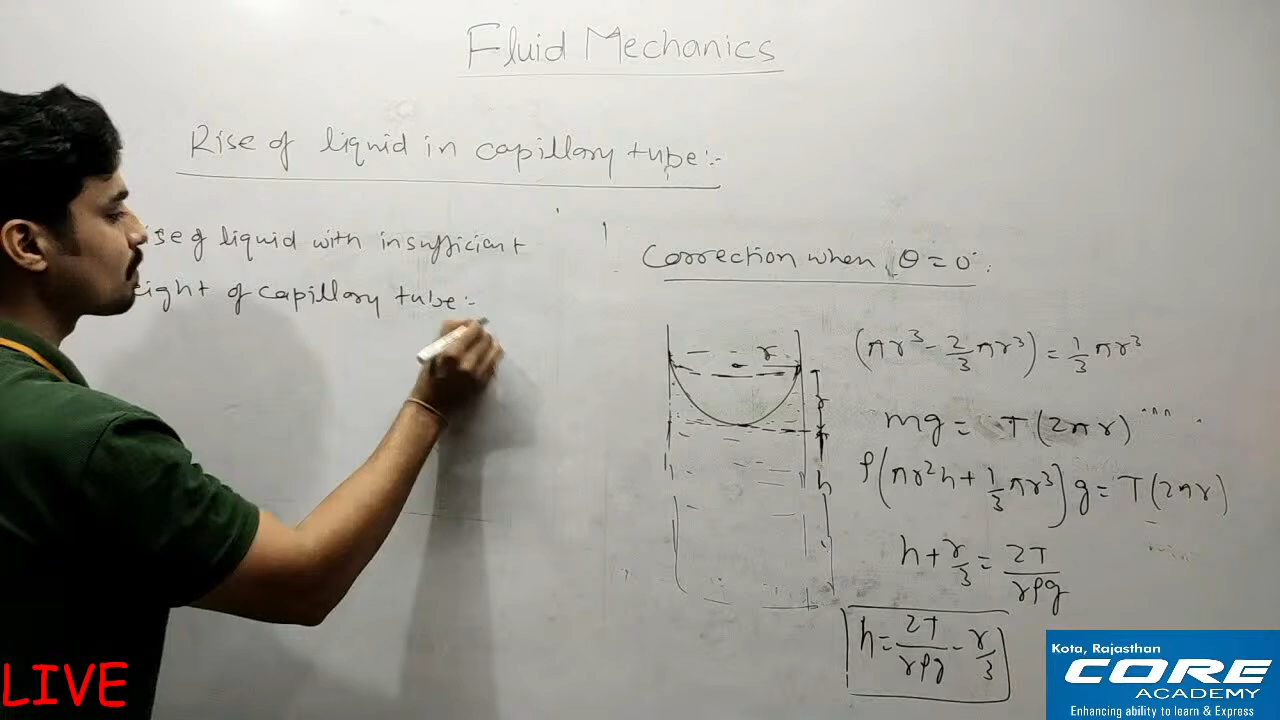 Fluid Mechanics
Rise of liquid in capillary tube:-
ise of liquid with insufficient
eight of capillary tube:-
Correction when θ = 0°.
r
r
h
(πr³ - 2/3 πr³) = 1/3 πr³
mg = T(2πr)
ρ(πr²h + 1/3 πr³)g = T(2πr)
h + r/3 = 2T/rρg
h = 2T/rρg - r/3
LIVE
Kota, Rajasthan
CORE
ACADEMY
Enhancing ability to learn & Express